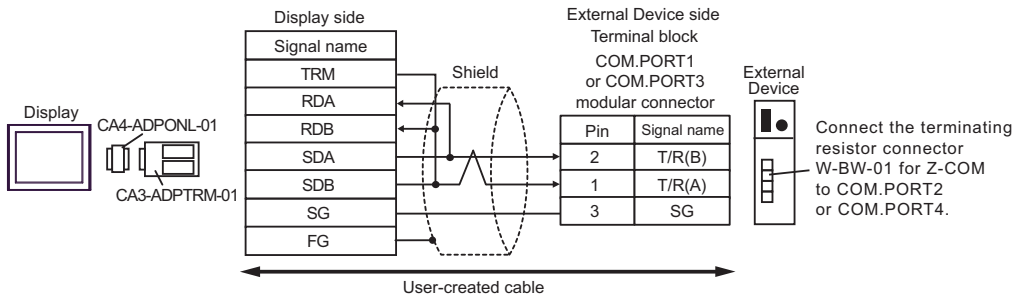 Display side
Signal name
TRM
RDA
RDB
SDA
SDB
SG
FG
Shield
External Device side
Terminal block
COM.PORT1
or COM.PORT3
modular connector
Pin Signal name
2 T/R(B)
1 T/R(A)
3 SG
External
Device
Display
CA4-ADPONL-01
CA3-ADPTRM-01
Connect the terminating
resistor connector
W-BW-01 for Z-COM
to COM.PORT2
or COM.PORT4.
User-created cable